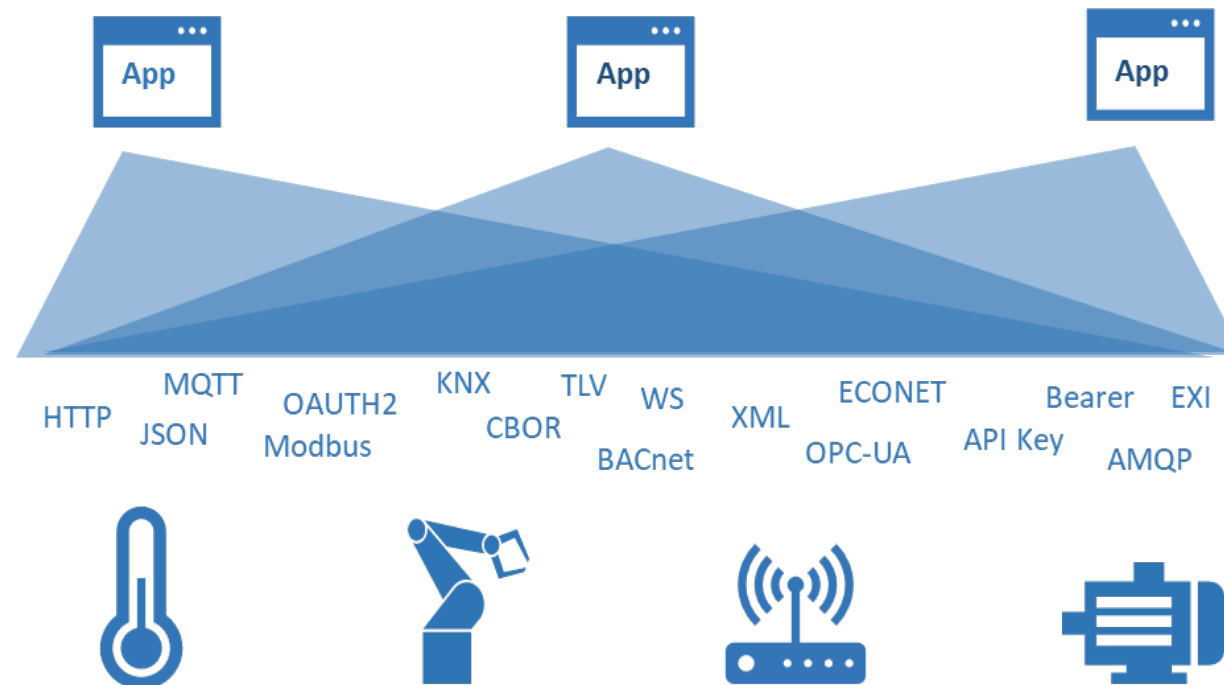 App
App
App
MQTT
KNX
TLV
WS
ECONET
Bearer
EXI
HTTP
OAUTH2
XML
JSON
CBOR
Modbus
BACnet
OPC-UA
API Key
AMQP